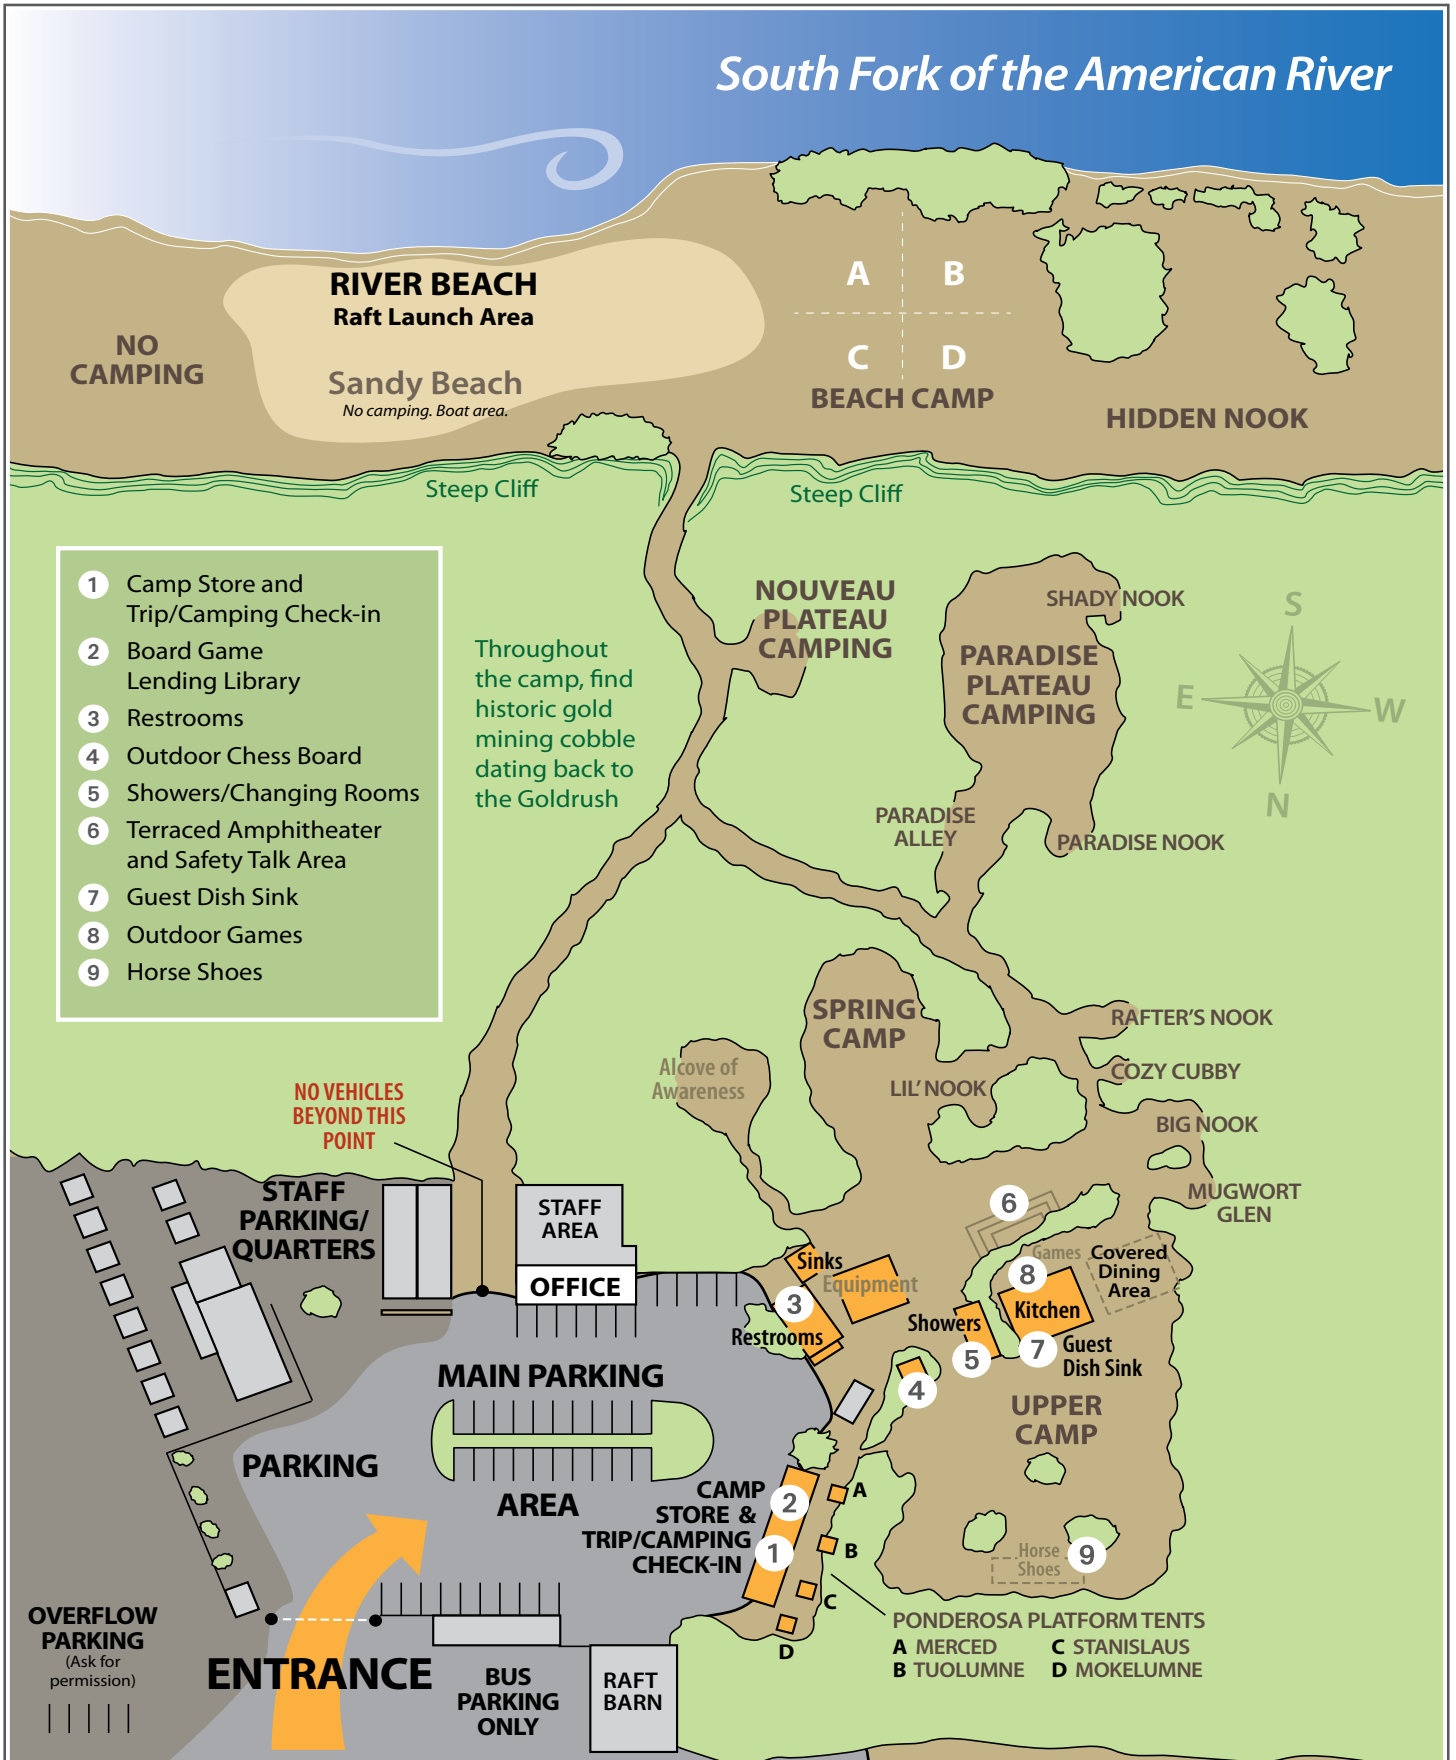 South Fork of the American River
RIVER BEACH
Raft Launch Area
Sandy Beach
No camping. Boat area.
NO
CAMPING
A
B
C
D
BEACH CAMP
HIDDEN NOOK
Steep Cliff
Steep Cliff
1 Camp Store and
Trip/Camping Check-in
2 Board Game
Lending Library
3 Restrooms
4 Outdoor Chess Board
5 Showers/Changing Rooms
6 Terraced Amphitheater
and Safety Talk Area
7 Guest Dish Sink
8 Outdoor Games
9 Horse Shoes
Throughout
the camp, find
historic gold
mining cobble
dating back to
the Goldrush
NOUVEAU
PLATEAU
CAMPING
SHADY NOOK
PARADISE
PLATEAU
CAMPING
S
E
W
N
PARADISE
ALLEY
PARADISE NOOK
SPRING
CAMP
RAFTER'S NOOK
Alcove of
Awareness
LIL' NOOK
COZY CUBBY
BIG NOOK
MUGWORT
GLEN
NO VEHICLES
BEYOND THIS
POINT
STAFF
PARKING/
QUARTERS
STAFF
AREA
OFFICE
Sinks
Equipment
3
Restrooms
6
Games
8
Covered
Dining
Area
Kitchen
Showers
5
7
Guest
Dish Sink
4
UPPER
CAMP
MAIN PARKING
AREA
PARKING
CAMP
STORE &
TRIP/CAMPING
CHECK-IN
2
1
A
B
C
D
Horse
Shoes
9
PONDEROSA PLATFORM TENTS
A MERCED C STANISLAUS
B TUOLUMNE D MOKELUMNE
OVERFLOW
PARKING
(Ask for
permission)
ENTRANCE
BUS
PARKING
ONLY
RAFT
BARN